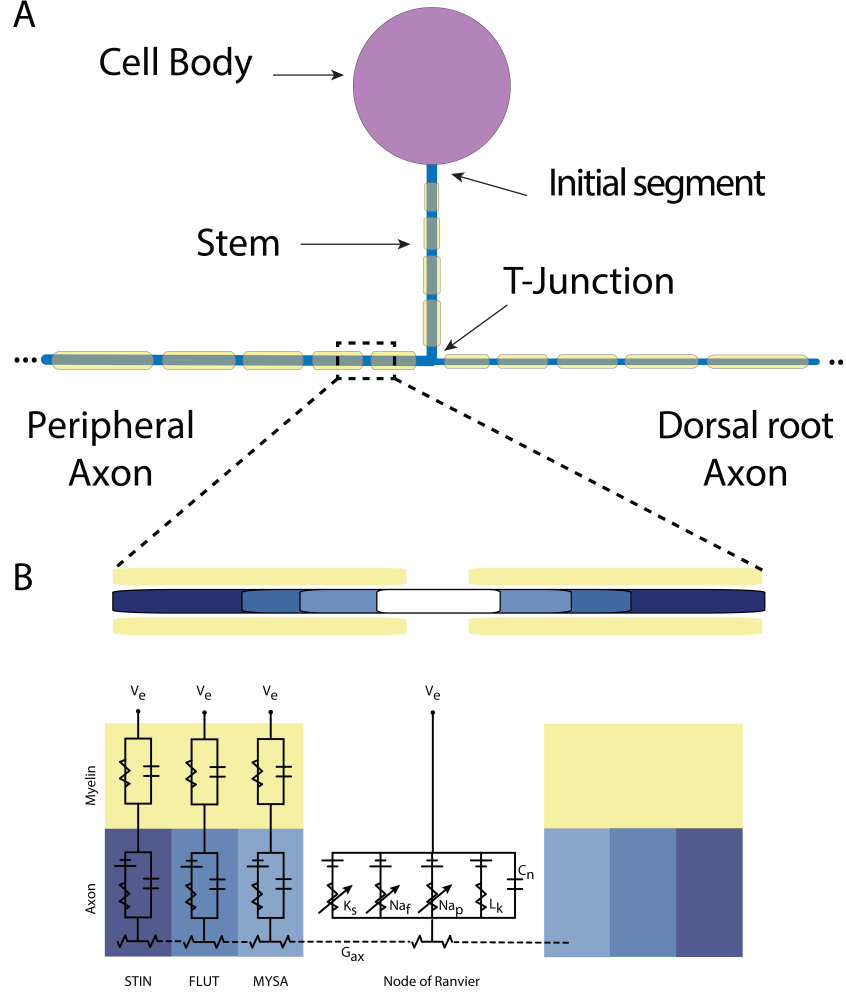 A
Cell Body
Initial segment
Stem
T-Junction
Peripheral
Axon
Dorsal root
Axon
B
Ve Ve Ve Ve
Myelin
Axon
Ks Naf Nap Lk Cn
Gax
STIN FLUT MYSA Node of Ranvier